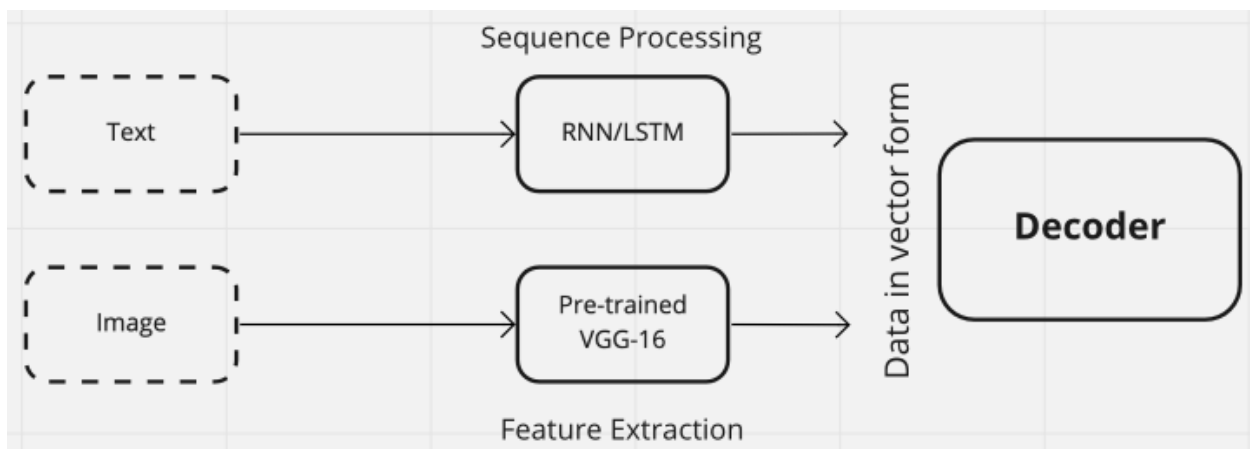 Sequence Processing
Text
RNN/LSTM
Data in vector form
Decoder
Image
Pre-trained
VGG-16
Feature Extraction